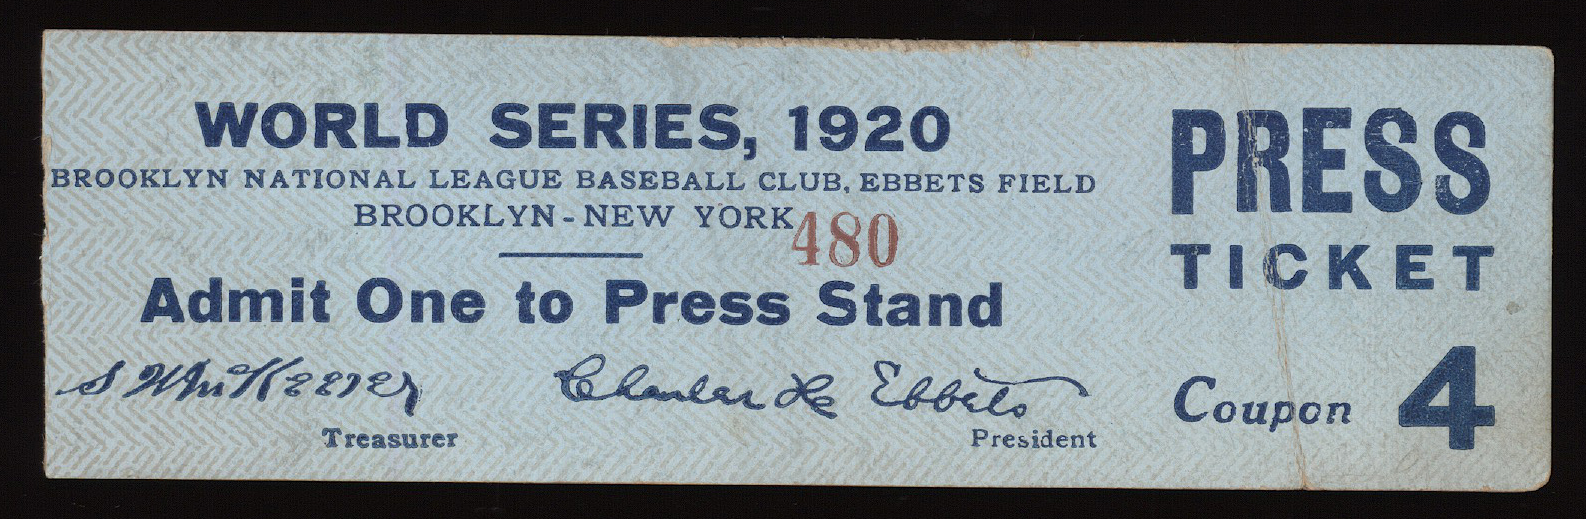 WORLD SERIES, 1920
BROOKLYN NATIONAL LEAGUE BASEBALL CLUB, EBBETS FIELD
BROOKLYN - NEW YORK
480
Admit One to Press Stand
S W McKeever
Treasurer
Charles H Ebbets
President
PRESS
TICKET
Coupon 4